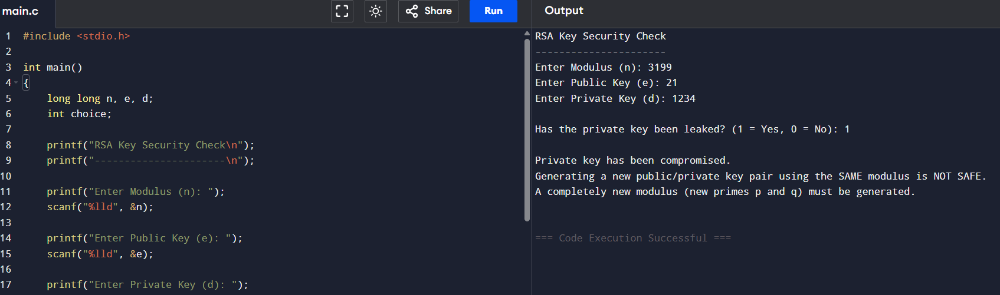 main.c
Share
Run
Output
1 #include <stdio.h>
2
3 int main()
4 {
5 long long n, e, d;
6 int choice;
7
8 printf("RSA Key Security Check\n");
9 printf("----------------------\n");
10
11 printf("Enter Modulus (n): ");
12 scanf("%lld", &n);
13
14 printf("Enter Public Key (e): ");
15 scanf("%lld", &e);
16
17 printf("Enter Private Key (d): ");
RSA Key Security Check
----------------------
Enter Modulus (n): 3199
Enter Public Key (e): 21
Enter Private Key (d): 1234
Has the private key been leaked? (1 = Yes, 0 = No): 1
Private key has been compromised.
Generating a new public/private key pair using the SAME modulus is NOT SAFE.
A completely new modulus (new primes p and q) must be generated.
=== Code Execution Successful ===